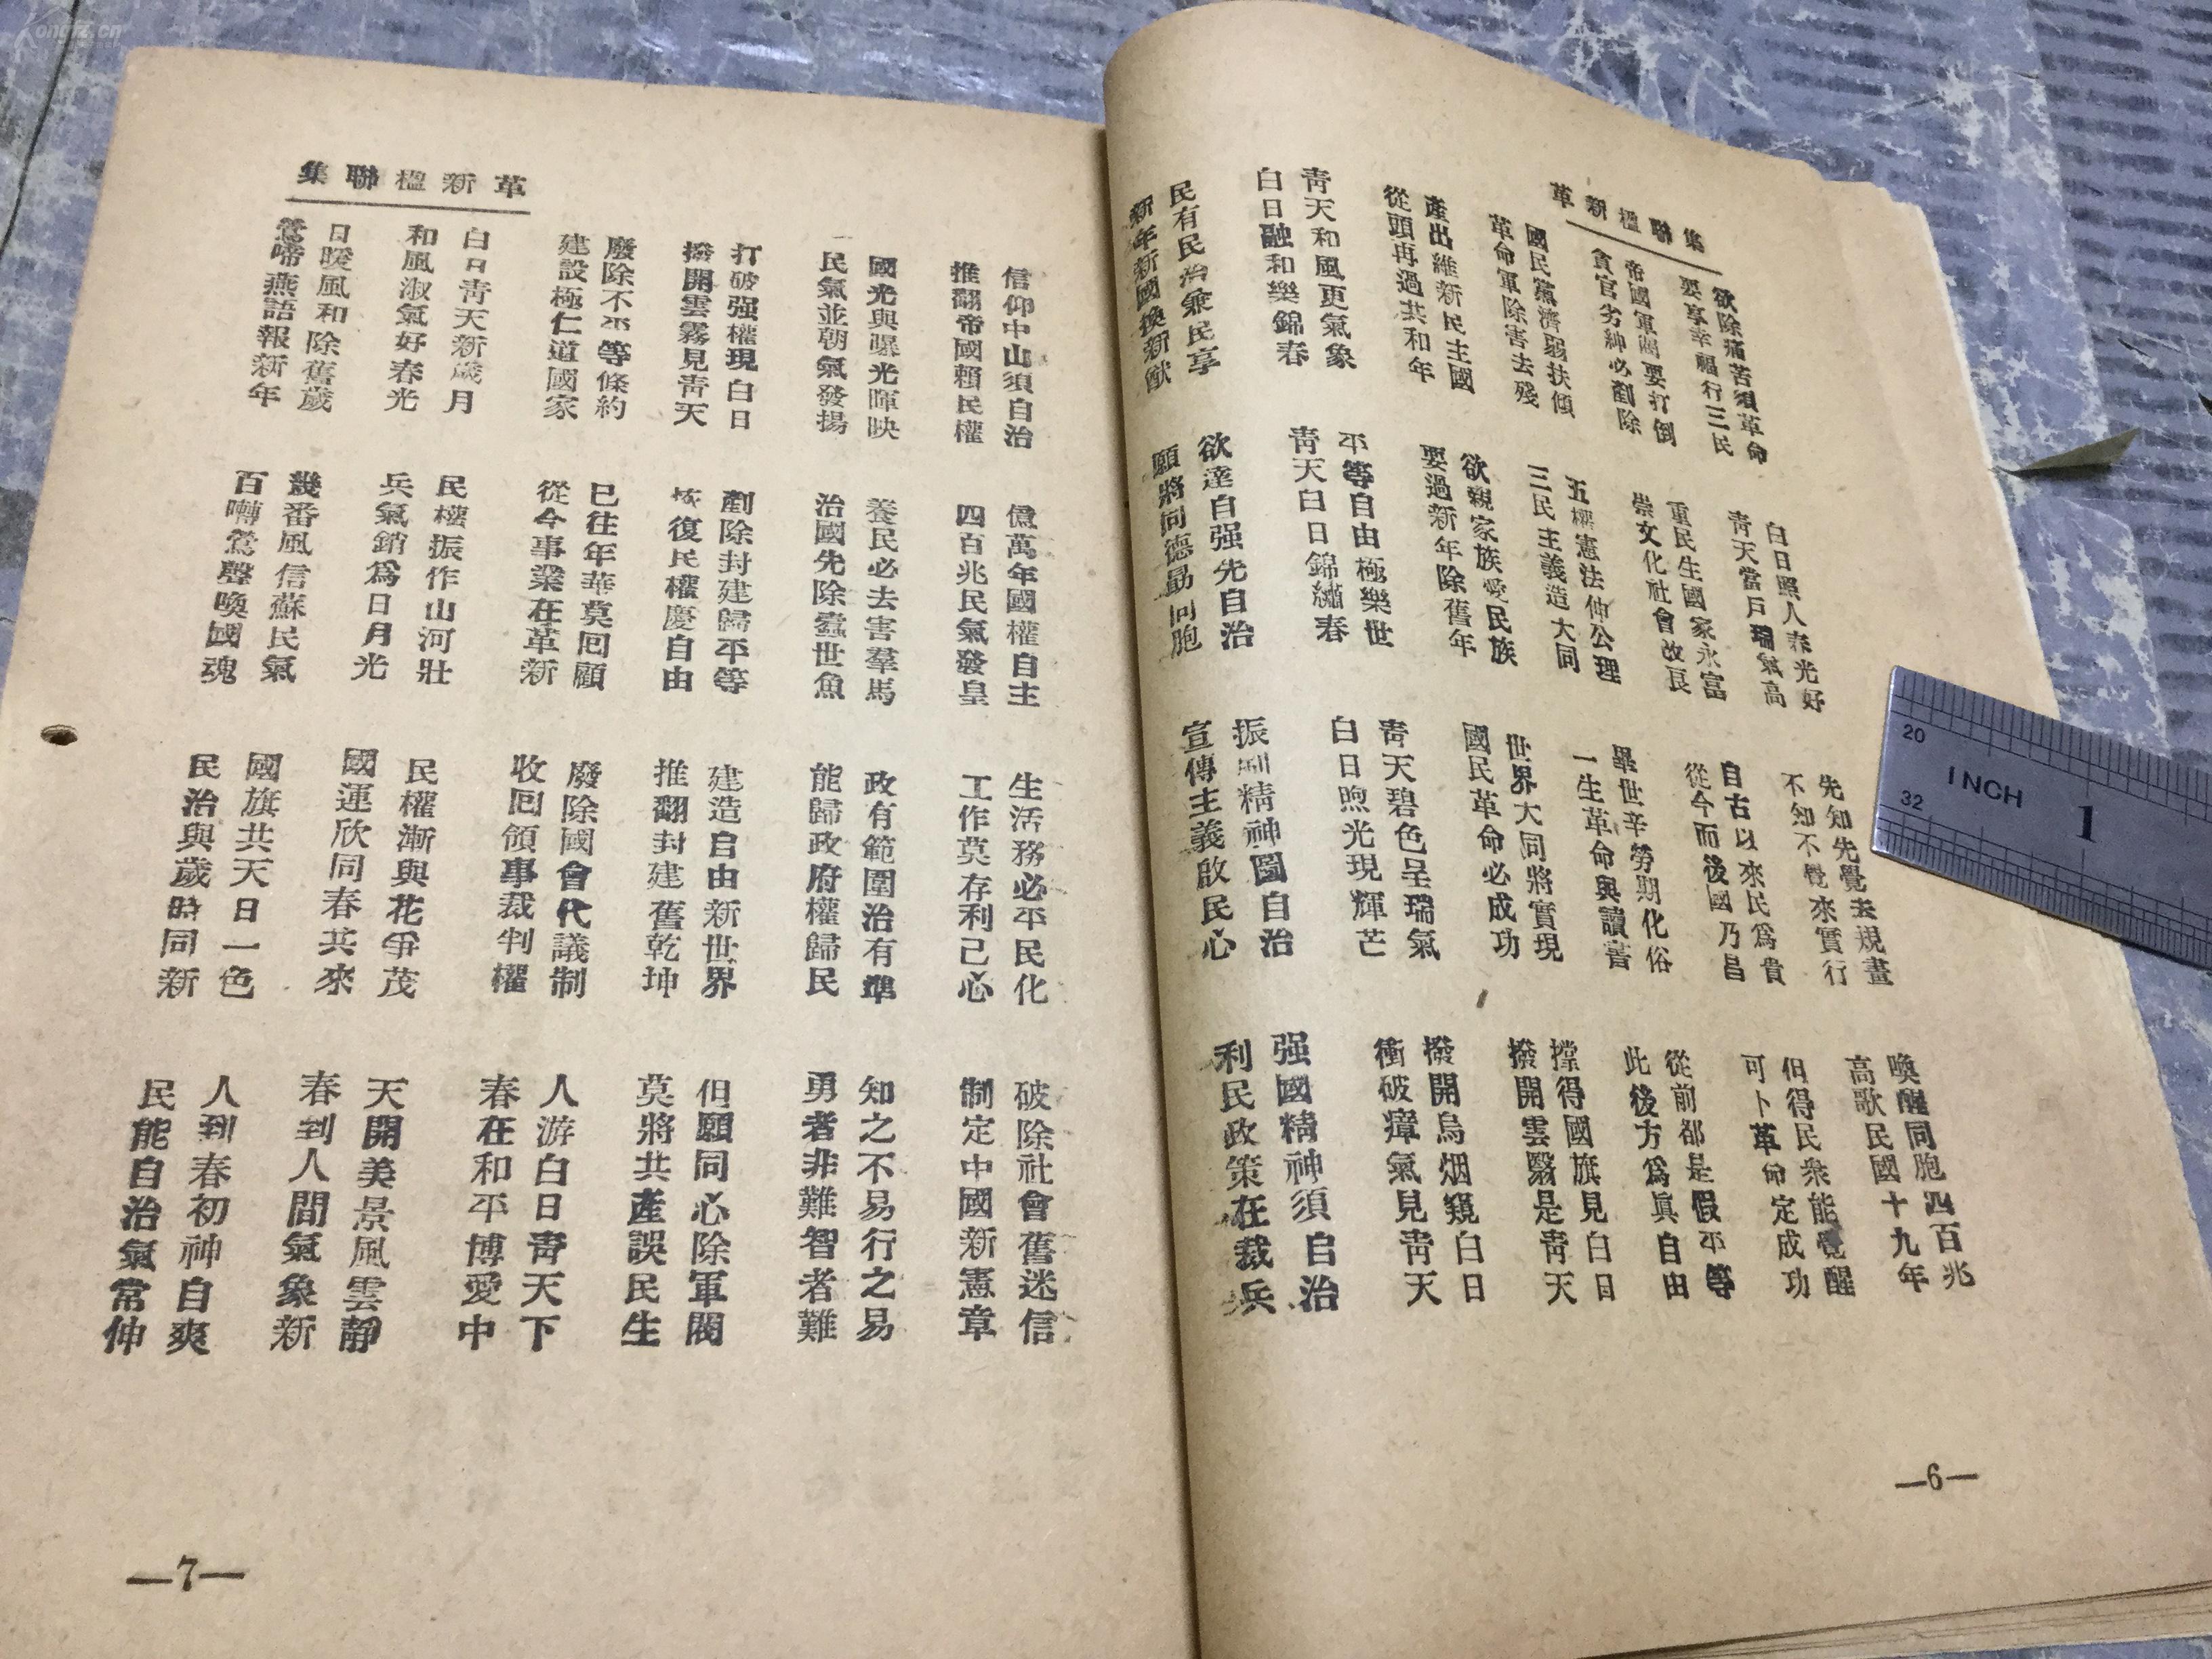 革新楹聯集
欲除痛苦須革命
要享幸福行三民
帝國軍閥要打倒
貪官劣紳必剷除
國民黨濟弱扶傾
革命軍除害去殘
產出維新民主國
從頭再過共和年
靑天和風更氣象
白日融和樂錦春
民有民治兼民享
新年新國換新猷
白日照人春光好
靑天當戶瑞氣高
重民生國家永富
崇文化社會改良
五權憲法伸公理
三民主義造大同
欲親家族愛民族
要過新年除舊年
平等自由極樂世
靑天白日錦繡春
欲達自强先自治
願將同德勗同胞
先知先覺去規畫
不知不覺來實行
自古以來民爲貴
從今而後國乃昌
畢世辛勞期化俗
一生革命與讀書
世界大同將實現
國民革命必成功
靑天碧色呈瑞氣
白日煦光現輝芒
振刷精神圖自治
宣傳主義啟民心
喚醒同胞四百兆
高歌民國十九年
但得民衆能覺醒
可卜革命定成功
從前都是假平等
此後方爲眞自由
擋得國旗見白日
撥開雲翳是靑天
撥開烏烟窺白日
衝破瘴氣見靑天
强國精神須自治
利民政策在裁兵
—6—
革新楹聯集
信仰中山須自治
推翻帝國賴民權
國光與曙光暉映
民氣並朝氣發揚
打破强權現白日
撥開雲霧見靑天
廢除不平等條約
建設極仁道國家
白日靑天新歲月
和風淑氣好春光
日暖風和除舊歲
鶯啼燕語報新年
億萬年國權自主
四百兆民氣發皇
養民必去害羣馬
治國先除蠹世魚
剷除封建歸平等
恢復民權慶自由
已往年華莫回顧
從今事業在革新
民權振作山河壯
兵氣銷爲日月光
幾番風信蘇民氣
百囀鶯聲喚國魂
生活務必平民化
工作莫存利己心
政有範圍治有準
能歸政府權歸民
建造自由新世界
推翻封建舊乾坤
廢除國會代議制
收回領事裁判權
民權漸與花爭茂
國運欣同春共來
國旗共天日一色
民治與歲時同新
破除社會舊迷信
制定中國新憲章
知之不易行之易
勇者非難智者難
但願同心除軍閥
莫將共產誤民生
人游白日靑天下
春在和平博愛中
天開美景風雲靜
春到人間氣象新
人到春初神自爽
民能自治氣常伸
—7—
INCH
1
20
32